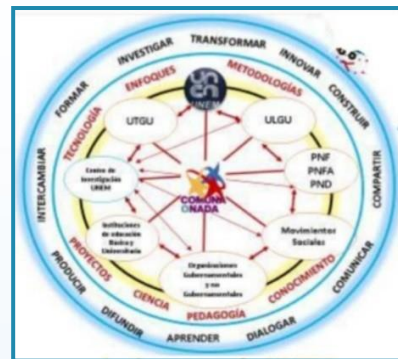 TRANSFORMAR
INNOVAR
CONSTRUIR
COMPARTIR
COMUNICAR
DIALOGAR
APRENDER
DIFUNDIR
PRODUCIR
INTERCAMBIAR
FORMAR
INVESTIGAR
ENFOQUES
METODOLOGÍAS
CONOCIMIENTO
PEDAGOGÍA
CIENCIA
PROYECTOS
TECNOLOGÍA
UNEM
UTGU
ULGU
PNF
PNFA
PND
Movimientos
Sociales
Organizaciones
Gubernamentales
y no
Gubernamentales
Instituciones
de educación
Básica y
Universitaria
Centro de
Investigación
UNEM
COMUNA
O NADA